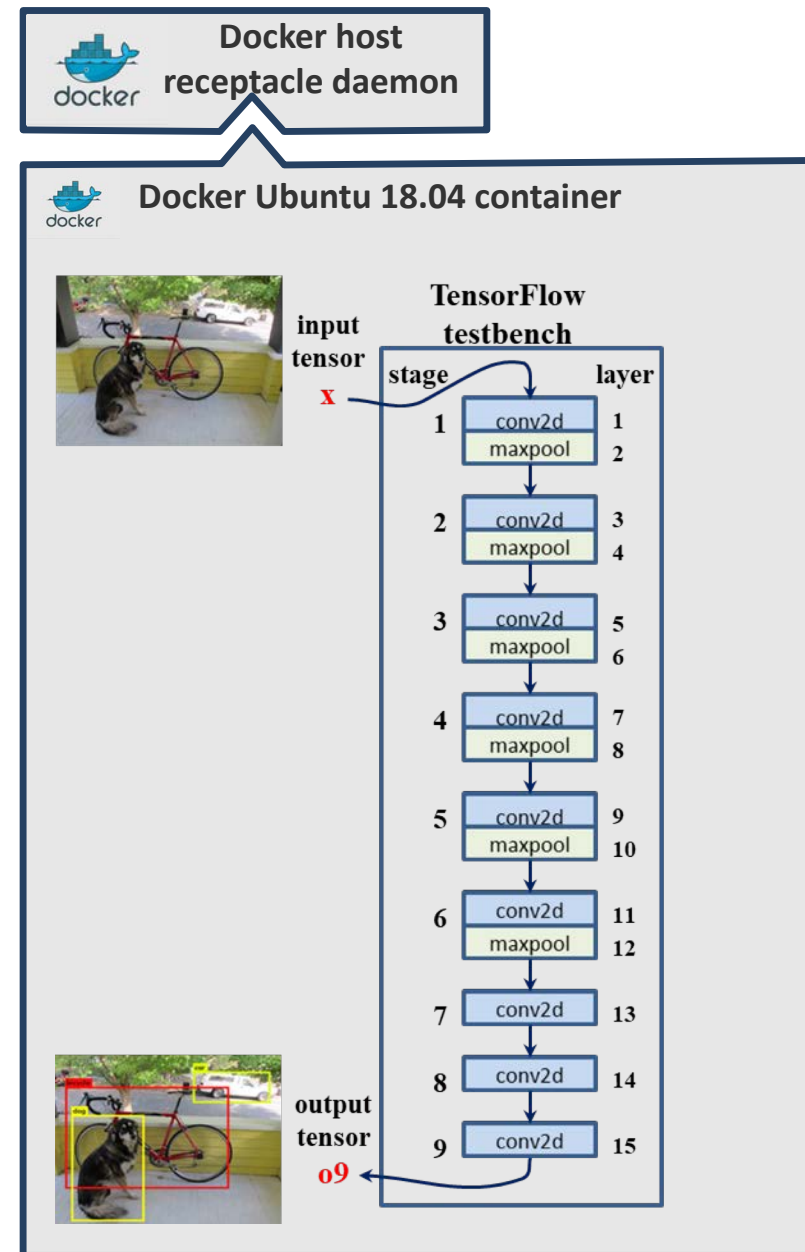 docker
Docker host
receptacle daemon
docker
Docker Ubuntu 18.04 container
input
tensor
x
TensorFlow
testbench
stage layer
1 conv2d 1
maxpool 2
2 conv2d 3
maxpool 4
3 conv2d 5
maxpool 6
4 conv2d 7
maxpool 8
5 conv2d 9
maxpool 10
6 conv2d 11
maxpool 12
7 conv2d 13
8 conv2d 14
9 conv2d 15
car
bicycle
dog
output
tensor
o9